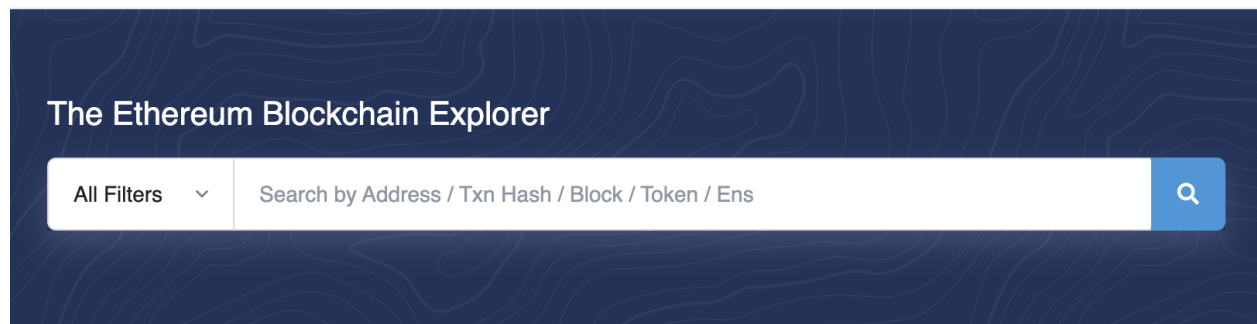 The Ethereum Blockchain Explorer
All Filters
Search by Address / Txn Hash / Block / Token / Ens